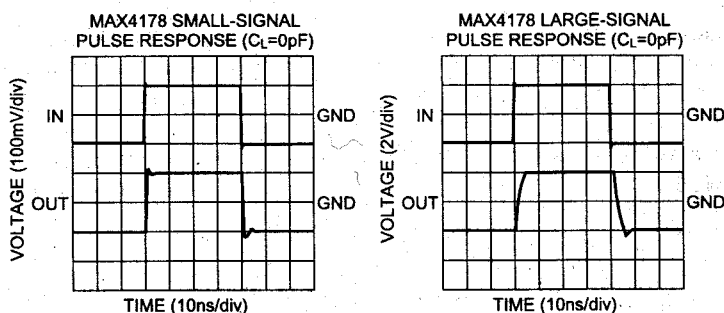 MAX4178 SMALL-SIGNAL
PULSE RESPONSE (CL=0pF)
IN
GND
OUT
GND
VOLTAGE (100mV/div)
TIME (10ns/div)
MAX4178 LARGE-SIGNAL
PULSE RESPONSE (CL=0pF)
IN
GND
OUT
GND
VOLTAGE (2V/div)
TIME (10ns/div)